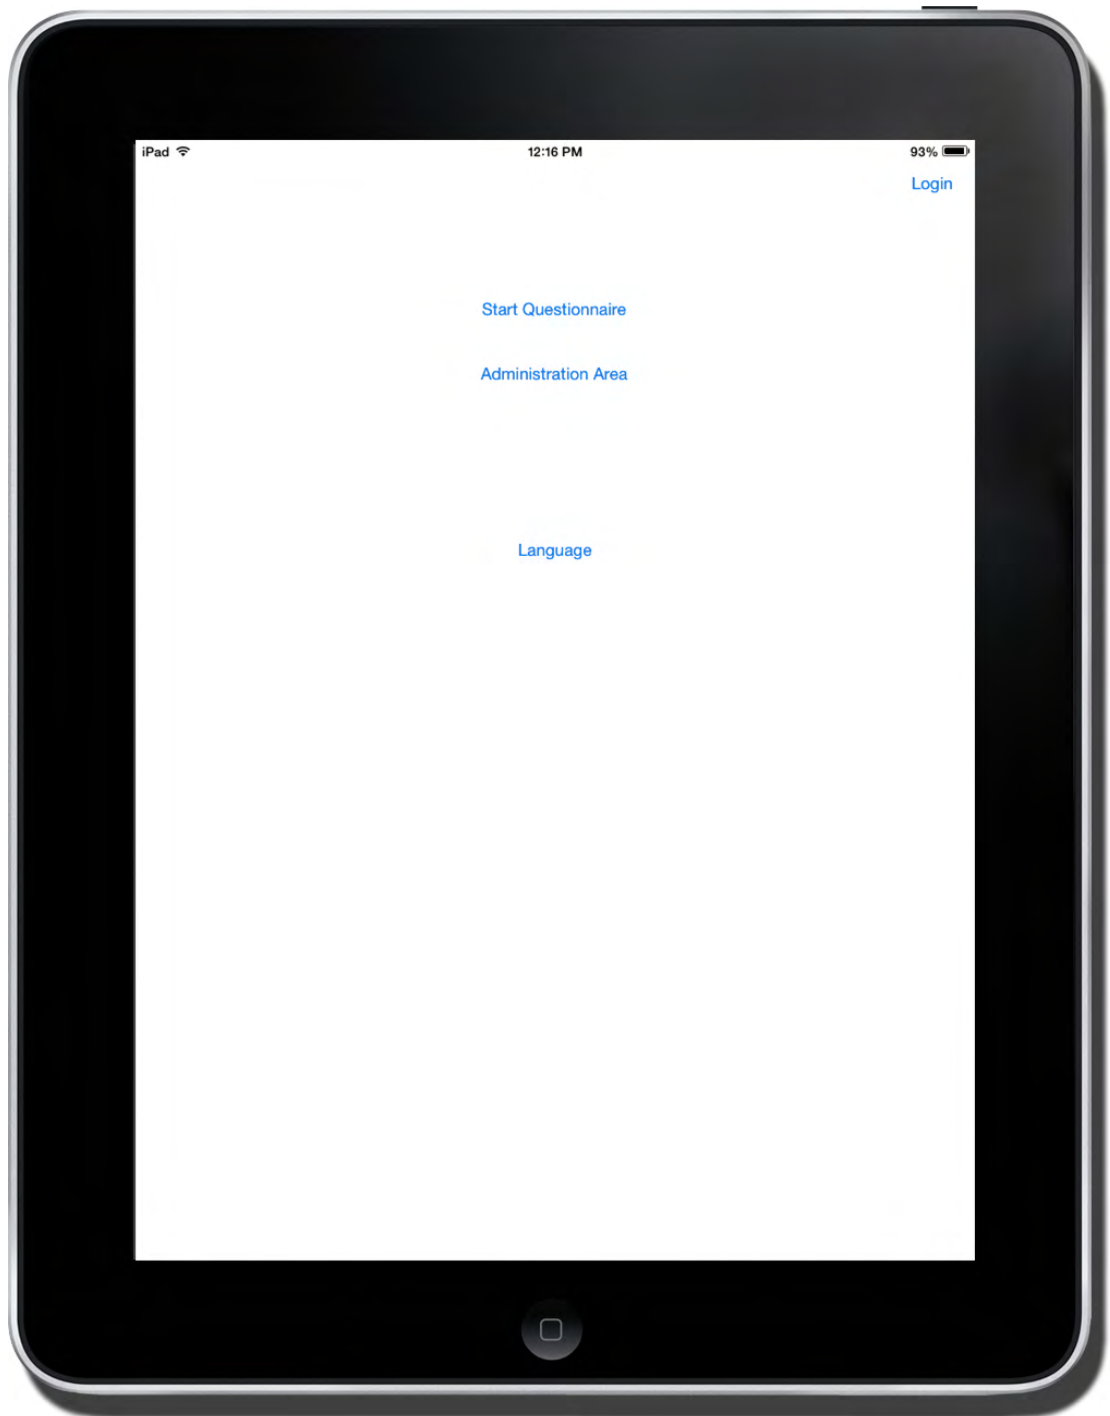 iPad 12:16 PM 93%
Login
Start Questionnaire
Administration Area
Language